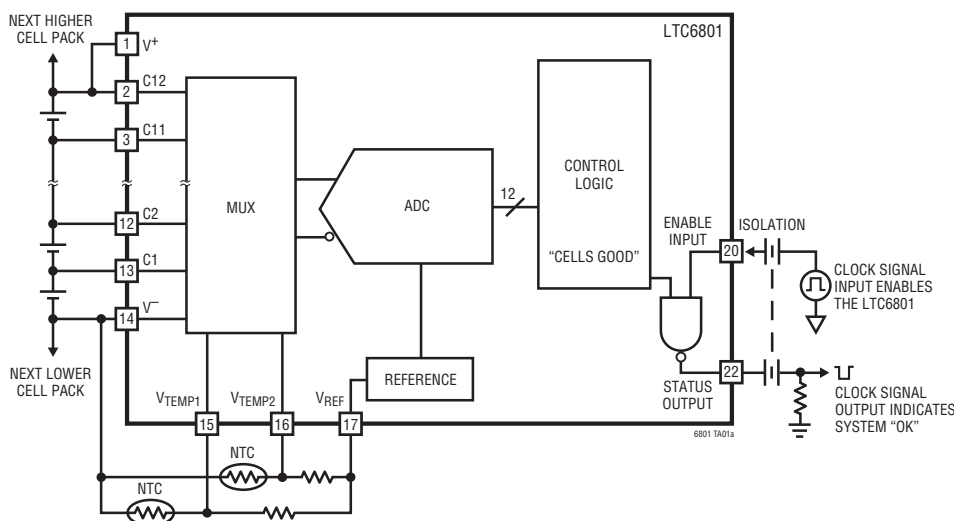 NEXT HIGHER
CELL PACK
LTC6801
1
V+
2
C12
3
C11
12
C2
13
C1
14
V−
NEXT LOWER
CELL PACK
MUX
ADC
12
CONTROL
LOGIC
“CELLS GOOD”
REFERENCE
ENABLE
INPUT
ISOLATION
20
CLOCK SIGNAL
INPUT ENABLES
THE LTC6801
22
STATUS
OUTPUT
CLOCK SIGNAL
OUTPUT INDICATES
SYSTEM “OK”
6801 TA01a
VTEMP1
VTEMP2
VREF
15
16
17
NTC
NTC